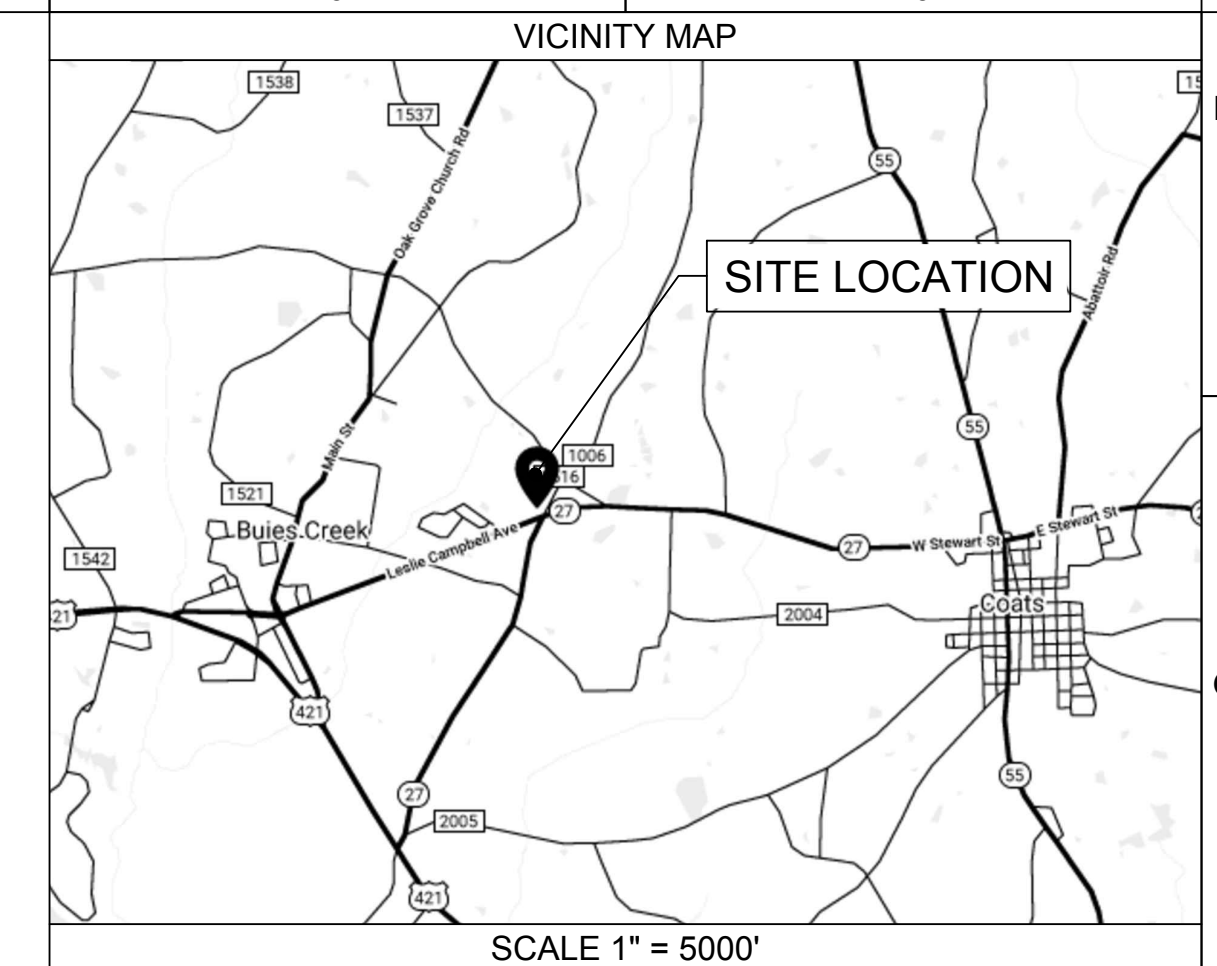 VICINITY MAP
1538
1537
55
Oak Grove Church Rd
SITE LOCATION
Abattoir Rd
Main St
55
1006
1521
27
Buies Creek
Leslie Campbell Ave
27
W Stewart St
E Stewart St
1542
Coats
2004
421
55
27
2005
421
SCALE 1" = 5000'